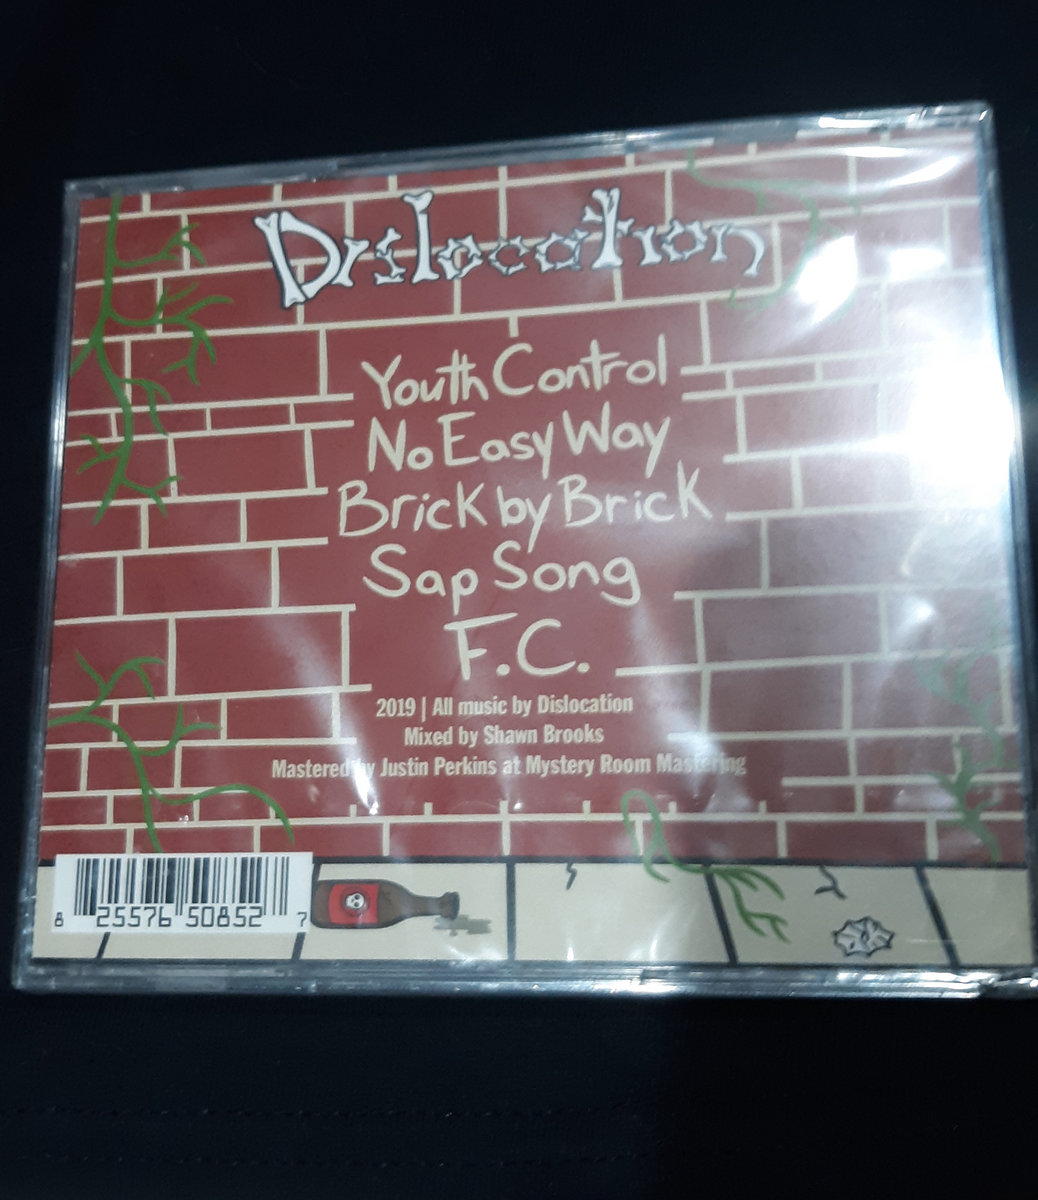 Dislocation
Youth Control
No Easy Way
Brick by Brick
Sap Song
F.C.
2019 | All music by Dislocation
Mixed by Shawn Brooks
Mastered by Justin Perkins at Mystery Room Mastering
8 25576 50852 7